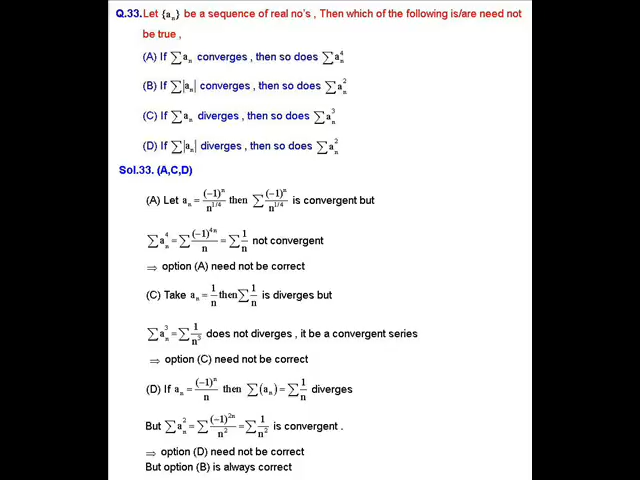 Q.33. Let {aₙ} be a sequence of real no's , Then which of the following is/are need not
be true ,
(A) If ∑aₙ converges , then so does ∑aₙ⁴
(B) If ∑|aₙ| converges , then so does ∑aₙ²
(C) If ∑aₙ diverges , then so does ∑aₙ³
(D) If ∑|aₙ| diverges , then so does ∑aₙ²
Sol.33. (A,C,D)
(A) Let aₙ = (−1)ⁿ/n^{1/4} then ∑(−1)ⁿ/n^{1/4} is convergent but
∑aₙ⁴ = ∑(−1)⁴ⁿ/n = ∑1/n not convergent
⇒ option (A) need not be correct
(C) Take aₙ = 1/n then ∑1/n is diverges but
∑aₙ³ = ∑1/n³ does not diverges , it be a convergent series
⇒ option (C) need not be correct
(D) If aₙ = (−1)ⁿ/n then ∑(aₙ) = ∑1/n diverges
But ∑aₙ² = ∑(−1)²ⁿ/n² = ∑1/n² is convergent .
⇒ option (D) need not be correct
But option (B) is always correct